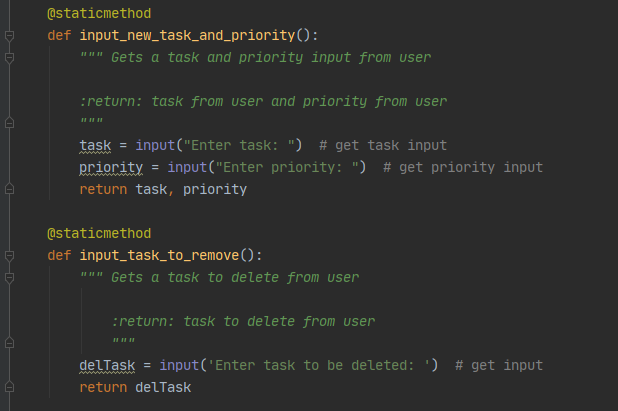 @staticmethod
def input_new_task_and_priority():
    """ Gets a task and priority input from user

    :return: task from user and priority from user
    """
    task = input("Enter task: ")  # get task input
    priority = input("Enter priority: ")  # get priority input
    return task, priority

@staticmethod
def input_task_to_remove():
    """ Gets a task to delete from user

        :return: task to delete from user
        """
    delTask = input('Enter task to be deleted: ')  # get input
    return delTask